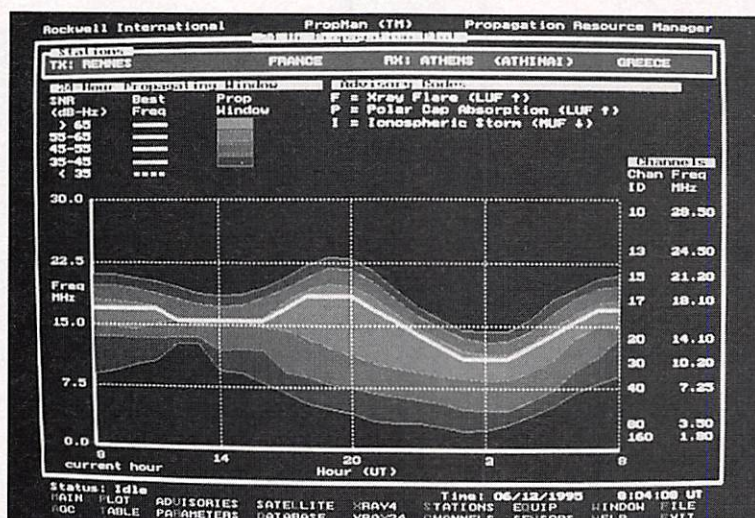 Rockwell International PropMan (TM) Propagation Resource Manager
Stations
TX: RENNES FRANCE RX: ATHENS (ATHINAI) GREECE
24 Hour Propagating Window
Advisory Codes
SNR Best Prop
(dB-Hz) Freq Window
> 65
55-65
45-55
35-45
< 35
F = Xray Flare (LUF ↑)
P = Polar Cap Absorption (LUF ↑)
I = Ionospheric Storm (MUF ↓)
Channels
Chan Freq
ID MHz
10 28.50
13 24.50
15 21.20
17 18.10
20 14.10
30 10.20
40 7.25
80 3.50
160 1.80
30.0
22.5
Freq
MHz
15.0
7.5
0.0
8 14 20 2 8
current hour Hour (UT)
Status: Idle Time: 06/12/1995 8:04:08 UT
MAIN PLOT ADVISORIES SATELLITE XRAY4 STATIONS EQUIP WINDOW FILE
AGC TABLE PARAMETERS DATABASE XRAY24 CHANNELS SENSORS HELP EXIT